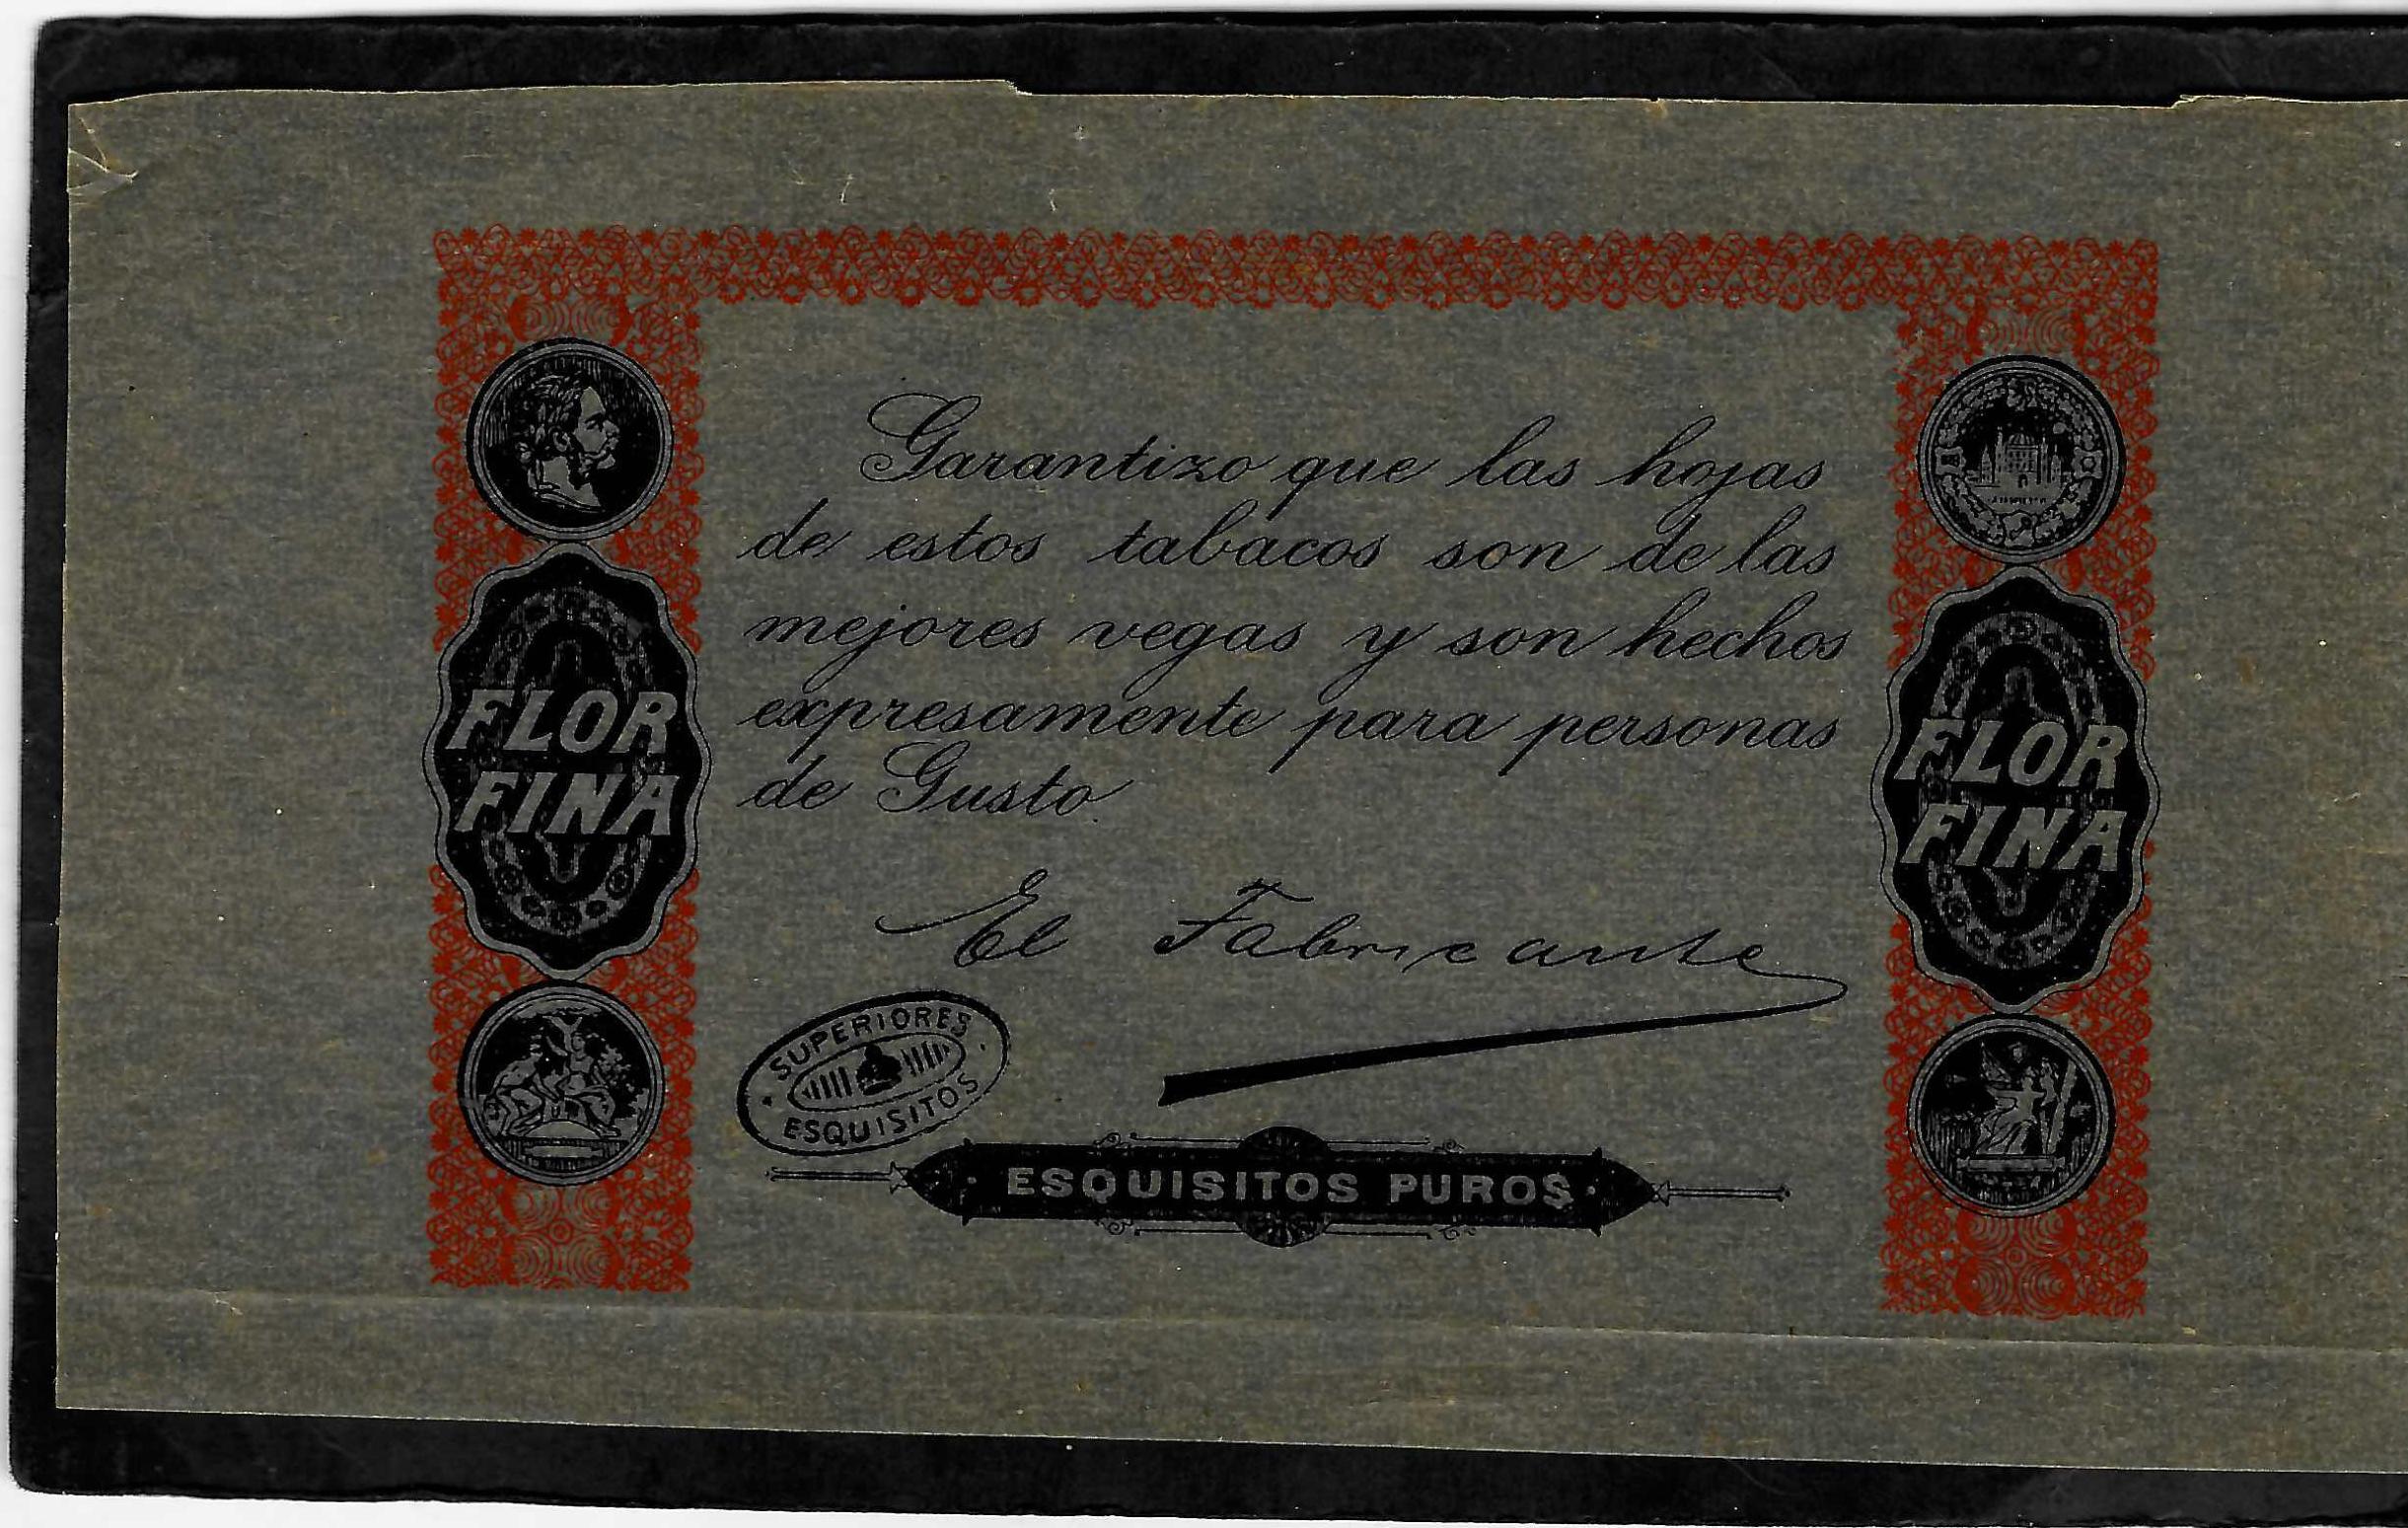 Garantizo que las hojas
de estos tabacos son de las
mejores vegas y son hechos
expresamente para personas
de Gusto.
El Fabricante
FLOR
FINA
FLOR
FINA
SUPERIORES
ESQUISITOS
ESQUISITOS PUROS